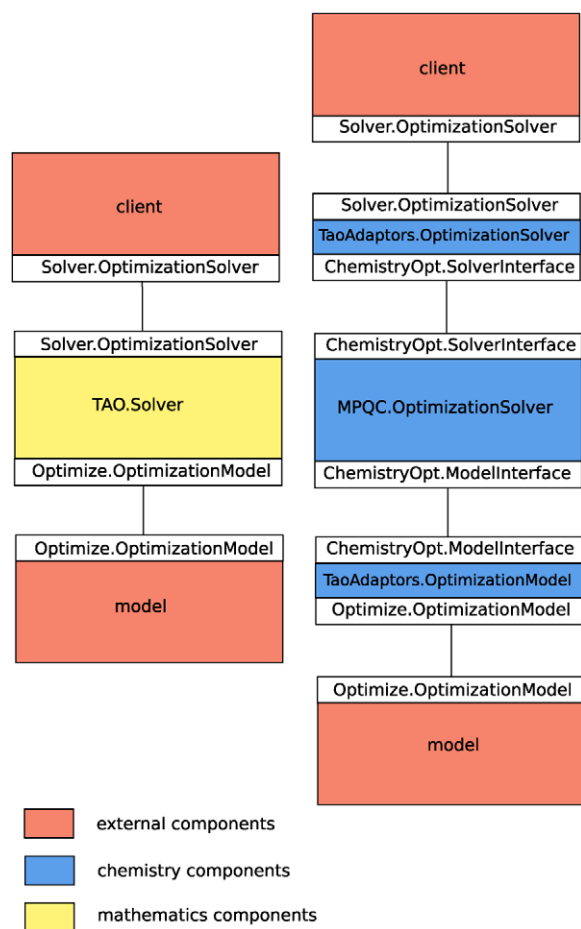 client
Solver.OptimizationSolver
Solver.OptimizationSolver
TAO.Solver
Optimize.OptimizationModel
Optimize.OptimizationModel
model
client
Solver.OptimizationSolver
Solver.OptimizationSolver
TaoAdaptors.OptimizationSolver
ChemistryOpt.SolverInterface
ChemistryOpt.SolverInterface
MPQC.OptimizationSolver
ChemistryOpt.ModelInterface
ChemistryOpt.ModelInterface
TaoAdaptors.OptimizationModel
Optimize.OptimizationModel
Optimize.OptimizationModel
model
external components
chemistry components
mathematics components